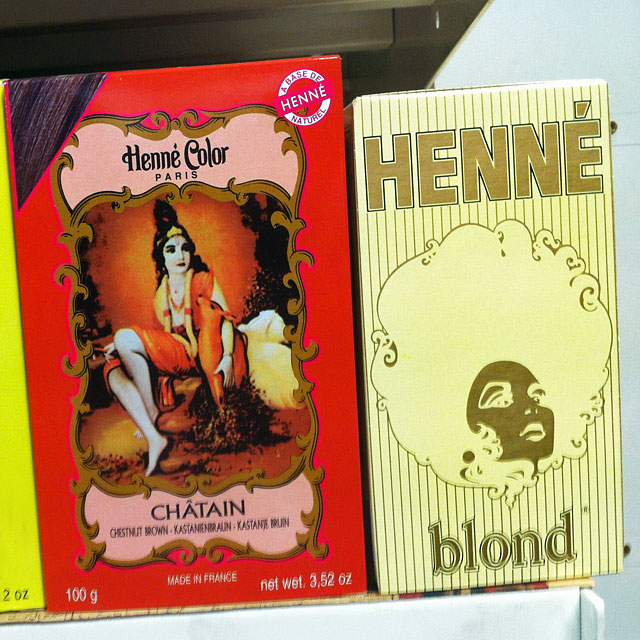 A BASE DE
HENNÉ
NATUREL
Henné Color
PARIS
CHÂTAIN
CHESTNUT BROWN - KASTANIENBRAUN - KASTANJE BRUIN
MADE IN FRANCE
100 g
net wet. 3,52 oz
2 oz
HENNÉ
blond